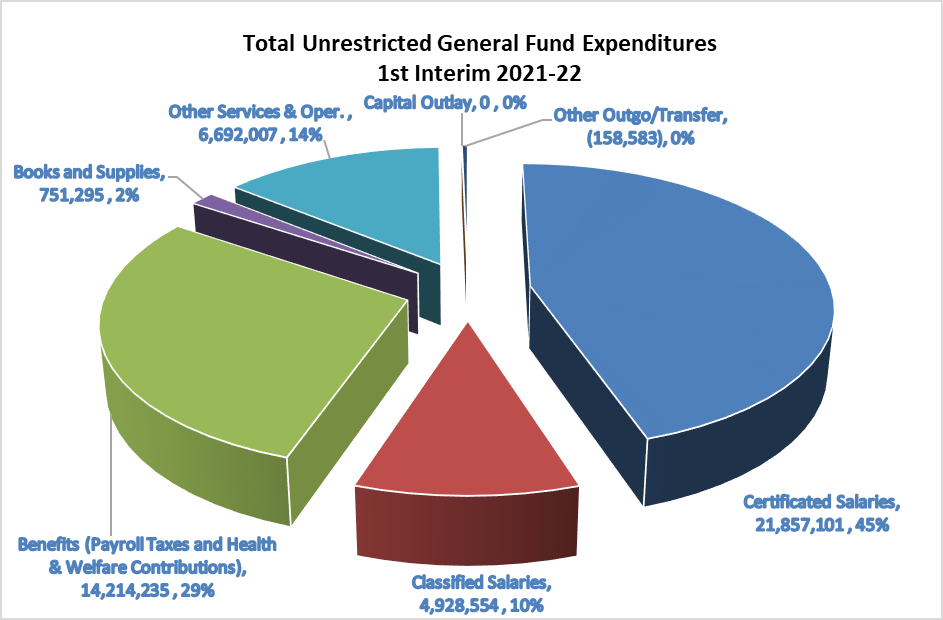 Total Unrestricted General Fund Expenditures
1st Interim 2021-22
Capital Outlay, 0 , 0%
Other Services & Oper. ,
6,692,007 , 14%
Other Outgo/Transfer,
(158,583), 0%
Books and Supplies,
751,295 , 2%
Certificated Salaries,
21,857,101 , 45%
Benefits (Payroll Taxes and Health
& Welfare Contributions),
14,214,235 , 29%
Classified Salaries,
4,928,554 , 10%